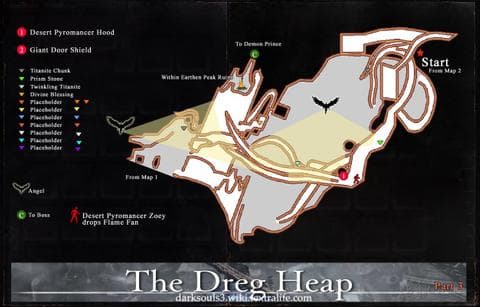 1 Desert Pyromancer Hood
2 Giant Door Shield
Titanite Chunk
Prism Stone
Twinkling Titanite
Divine Blessing
Placeholder
Placeholder
Placeholder
Placeholder
Placeholder
Placeholder
Angel
C To Boss
Desert Pyromancer Zoey
drops Flame Fan
To Demon Prince
C
Within Earthen Peak Ruins
Start
From Map 2
From Map 1
1
The Dreg Heap
Part 3
darksouls3.wiki.fextralife.com